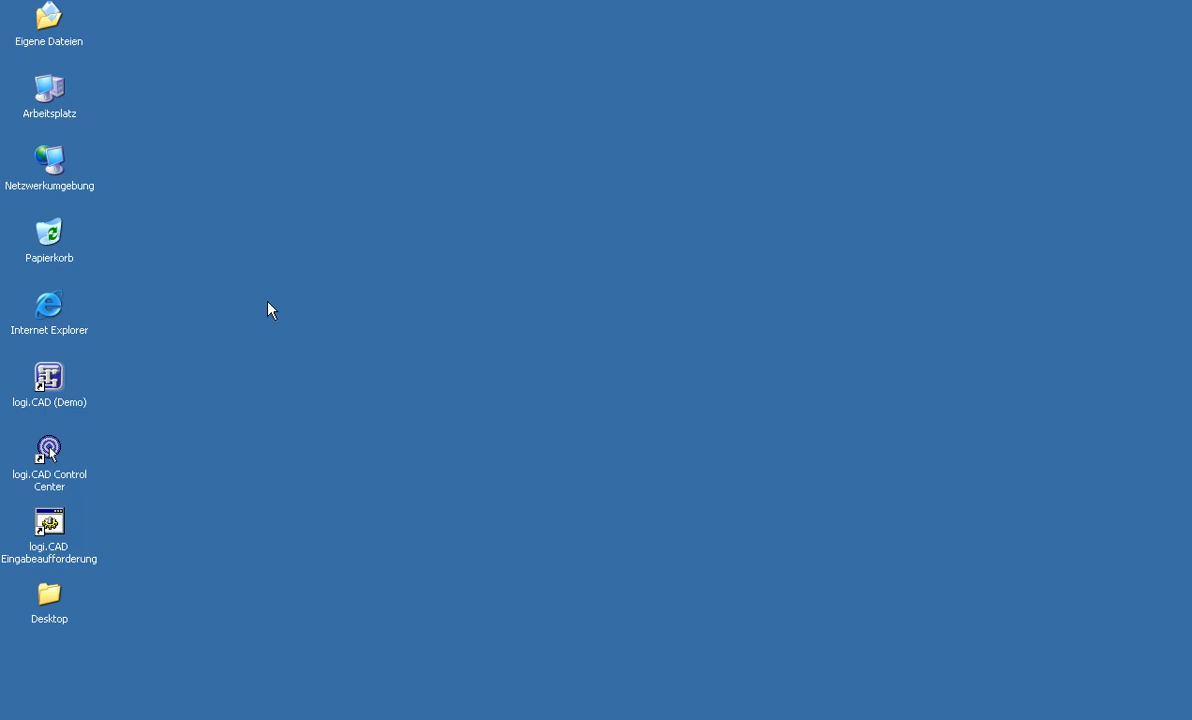 Eigene Dateien
Arbeitsplatz
Netzwerkumgebung
Papierkorb
Internet Explorer
logi.CAD (Demo)
logi.CAD Control
Center
logi.CAD
Eingabeaufforderung
Desktop